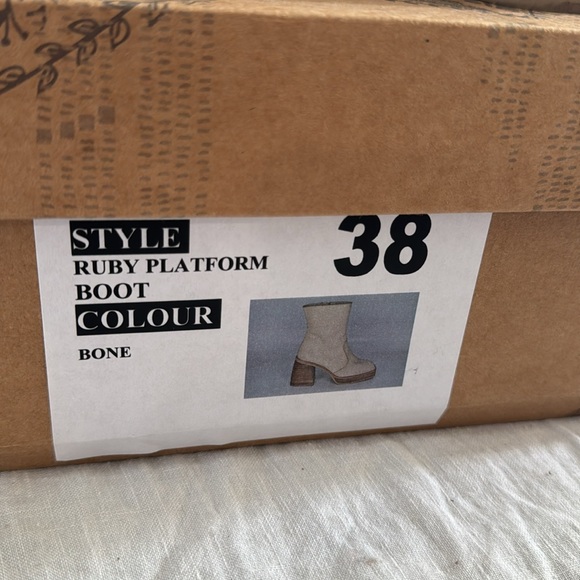 STYLE
38
RUBY PLATFORM
BOOT
COLOUR
BONE